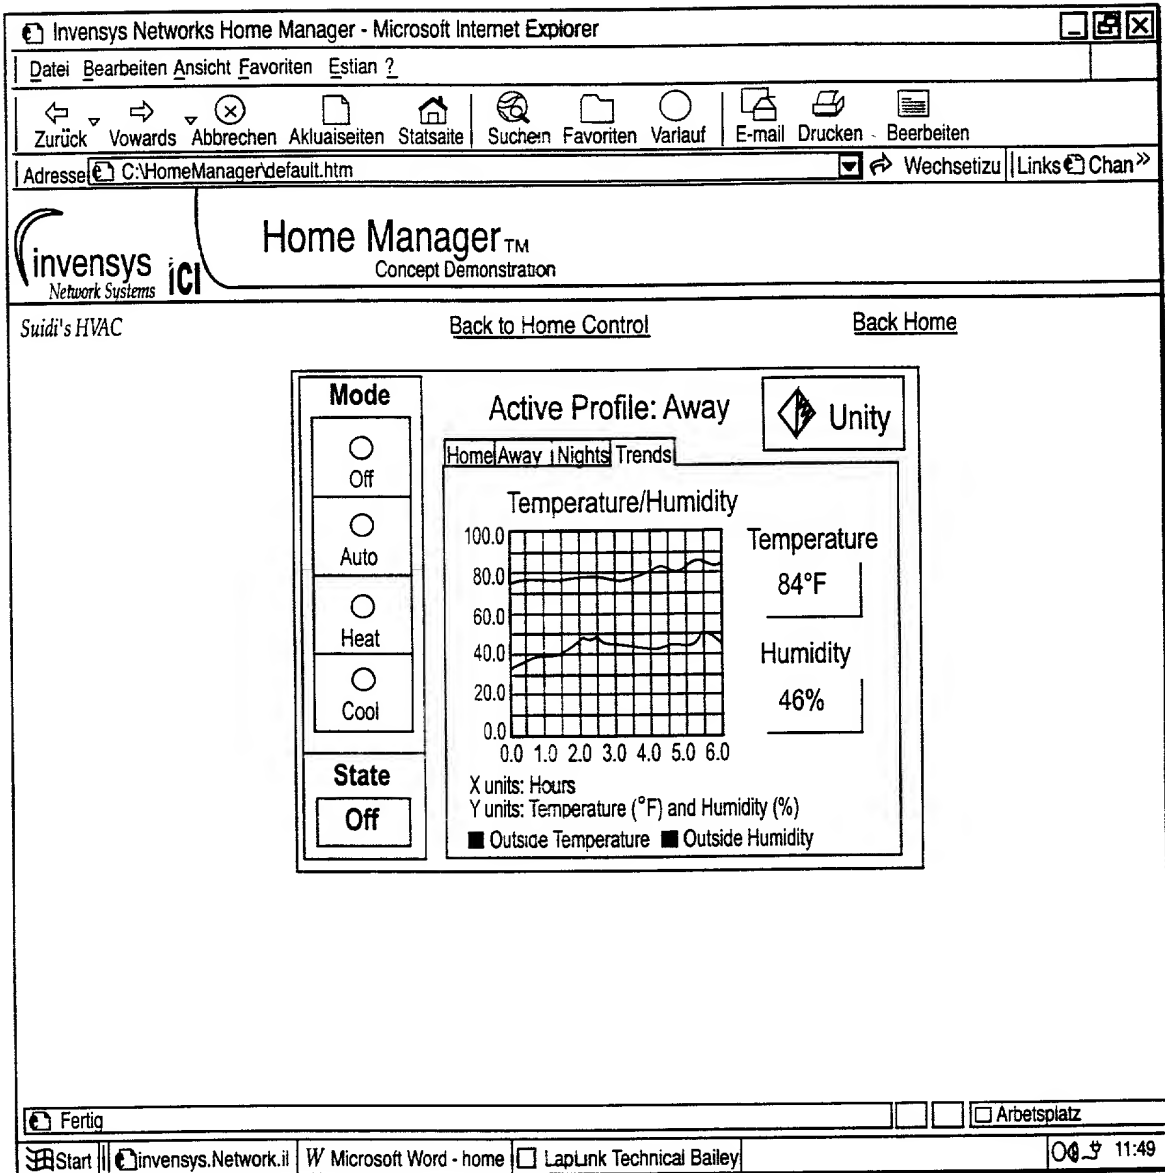 Invensys Networks Home Manager - Microsoft Internet Explorer
Datei Bearbeiten Ansicht Favoriten Estian ?
Zurück Vowards Abbrechen Akluaiseiten Statsaite Suchein Favoriten Varlauf E-mail Drucken Beerbeiten
Adresse C:\HomeManager\default.htm Wechsetizu Links Chan»
invensys
Network Systems
iCI
Home Manager TM
Concept Demonstration
Suidi's HVAC Back to Home Control Back Home
Mode
Off
Auto
Heat
Cool
State
Off
Active Profile: Away
Unity
Home Away Nights Trends
Temperature/Humidity
100.0
80.0
60.0
40.0
20.0
0.0
0.0 1.0 2.0 3.0 4.0 5.0 6.0
Temperature
84°F
Humidity
46%
X units: Hours
Y units: Temperature (°F) and Humidity (%)
Outside Temperature Outside Humidity
Fertig Arbetsplatz
Start invensys.Network.il W Microsoft Word - home LapLink Technical Bailey 11:49